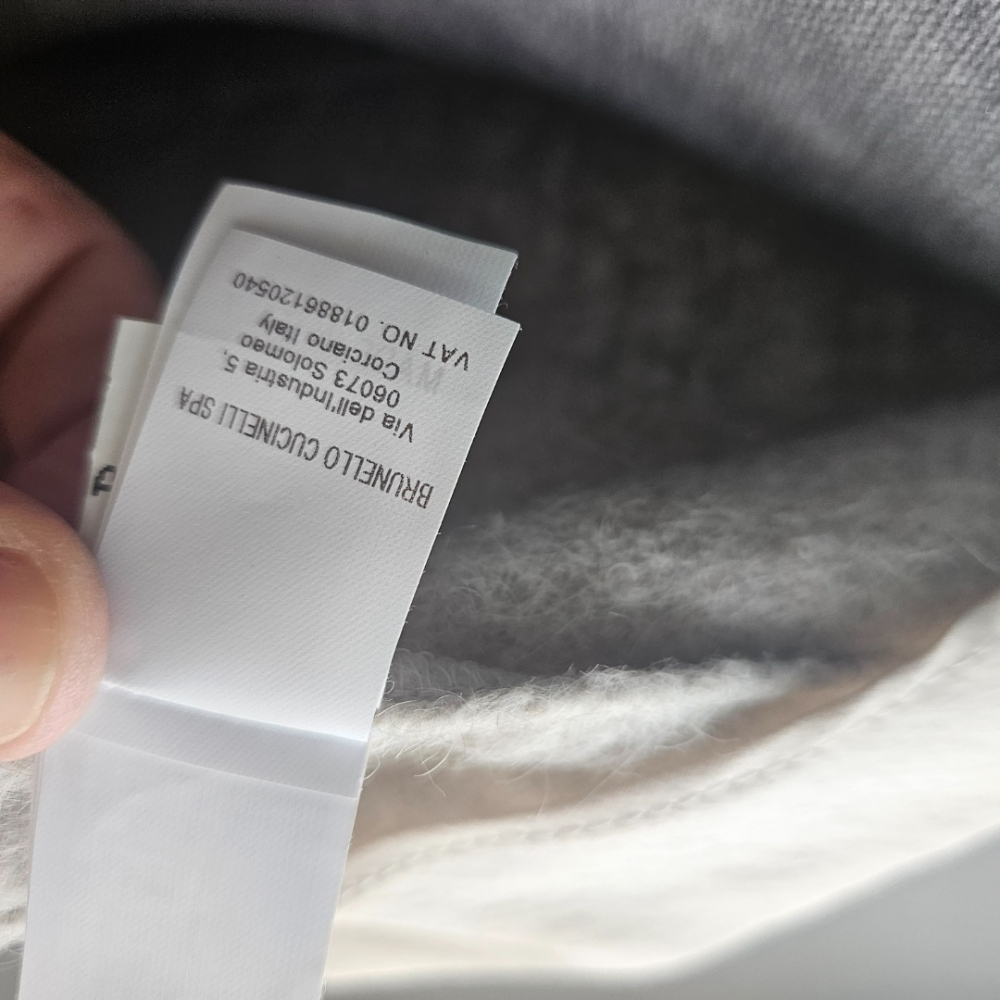 BRUNELLO CUCINELLI SPA
Via dell'Industria 5,
06073 Solomeo
Corciano Italy
VAT NO. 01886120540